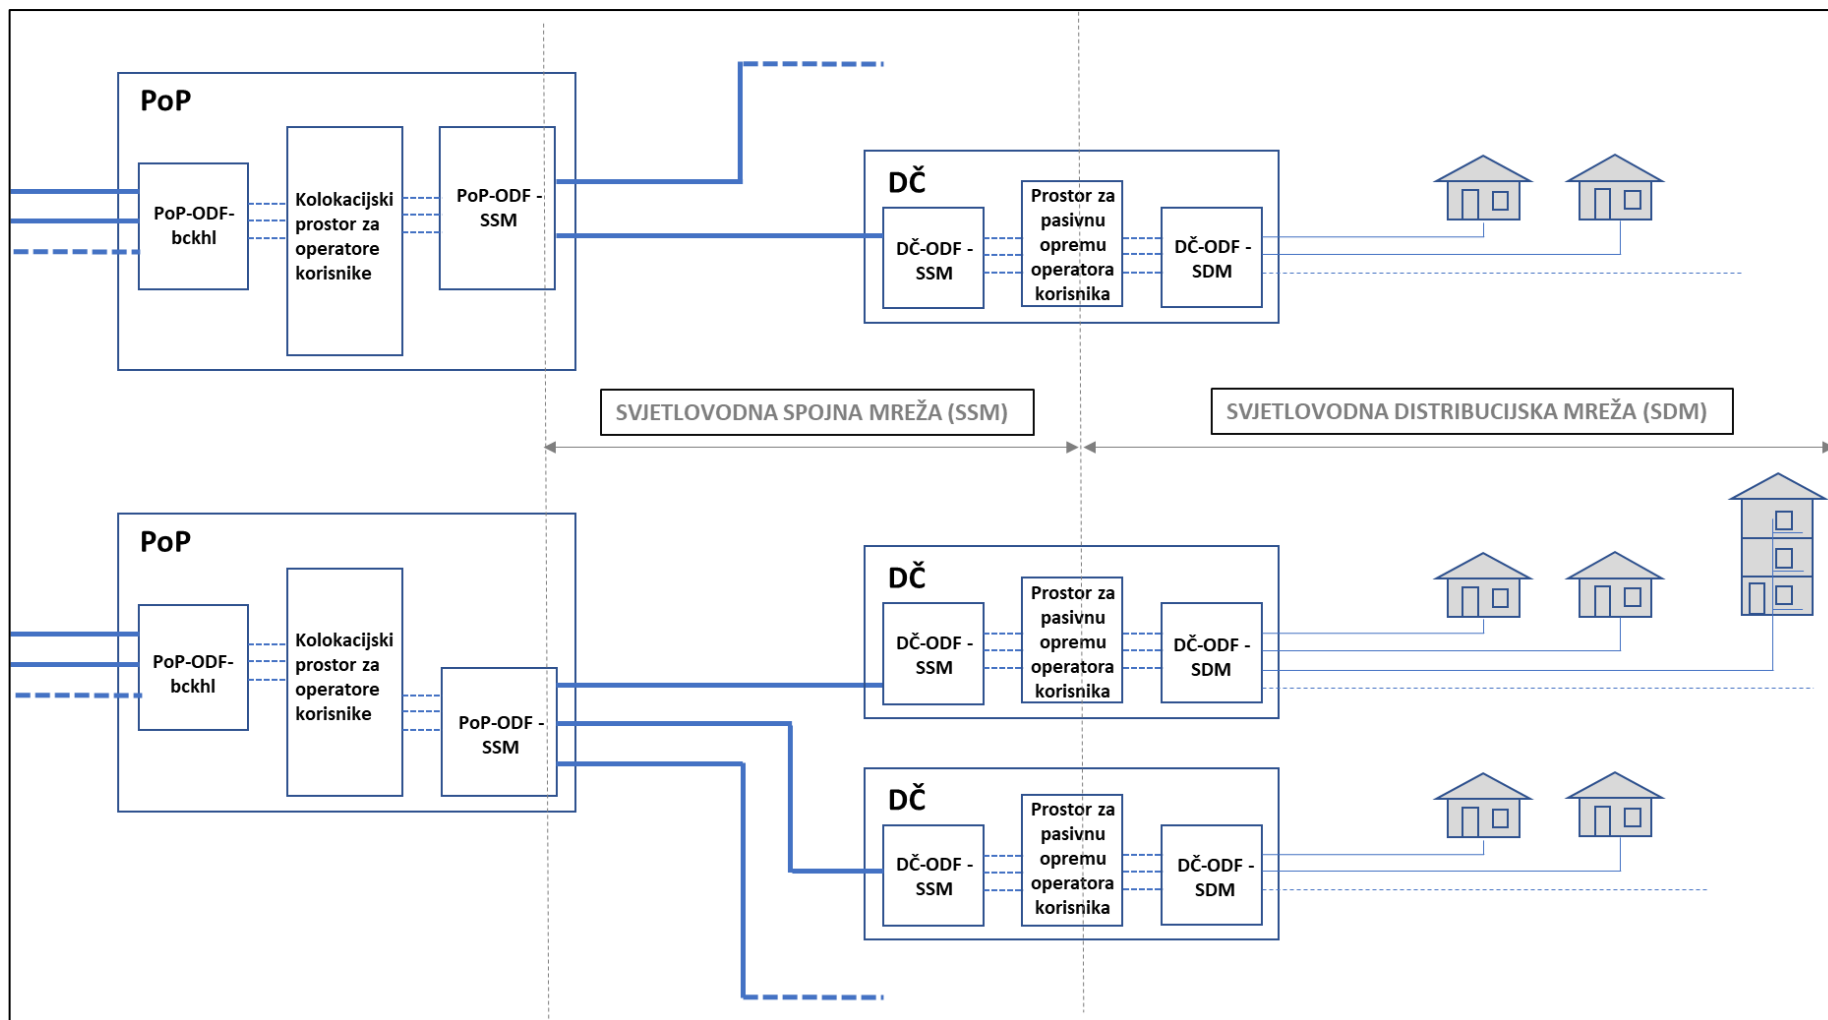 PoP
PoP-ODF-
bckhl
Kolokacijski
prostor za
operatore
korisnike
PoP-ODF -
SSM
DČ
DČ-ODF -
SSM
Prostor za
pasivnu
opremu
operatora
korisnika
DČ-ODF -
SDM
SVJETLOVODNA SPOJNA MREŽA (SSM)
SVJETLOVODNA DISTRIBUCIJSKA MREŽA (SDM)
PoP
PoP-ODF-
bckhl
Kolokacijski
prostor za
operatore
korisnike
PoP-ODF -
SSM
DČ
DČ-ODF -
SSM
Prostor za
pasivnu
opremu
operatora
korisnika
DČ-ODF -
SDM
DČ
DČ-ODF -
SSM
Prostor za
pasivnu
opremu
operatora
korisnika
DČ-ODF -
SDM